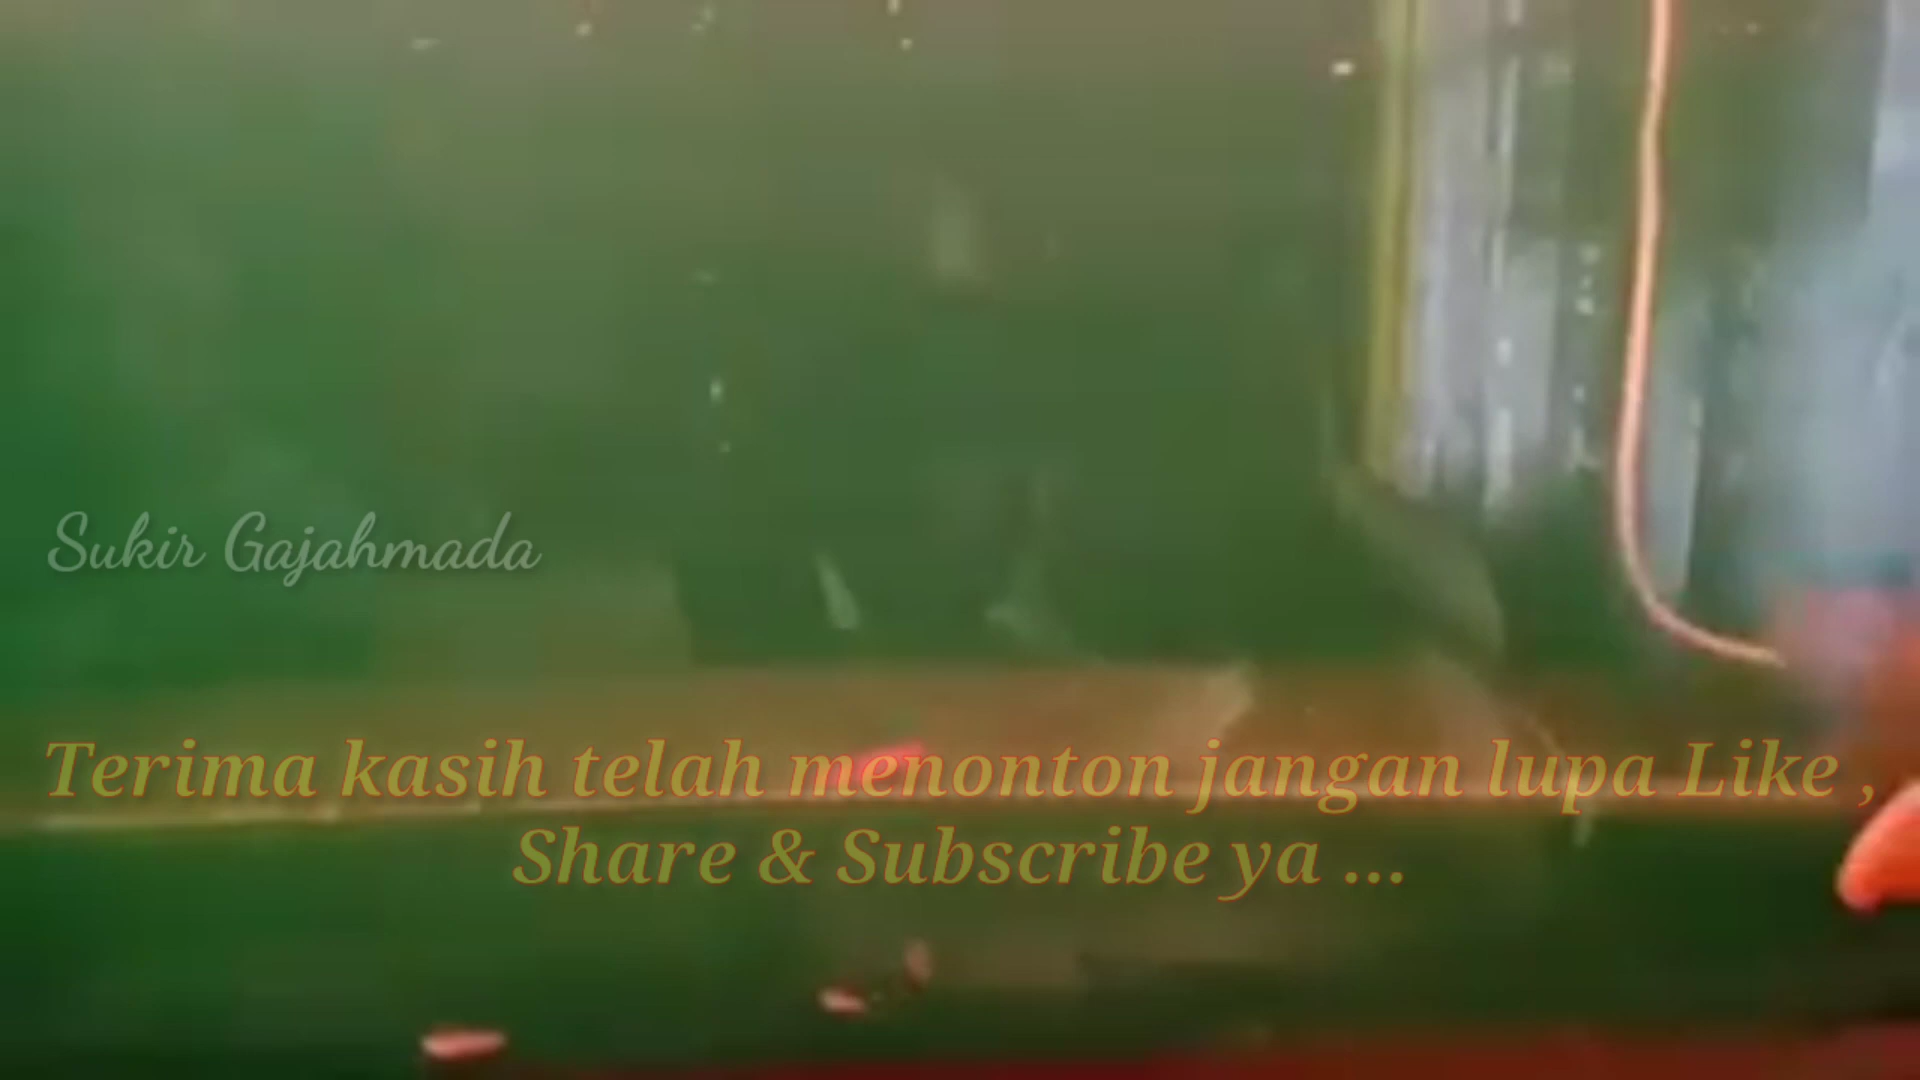 Sukir Gajahmada
Terima kasih telah menonton jangan lupa Like ,
Share & Subscribe ya ...